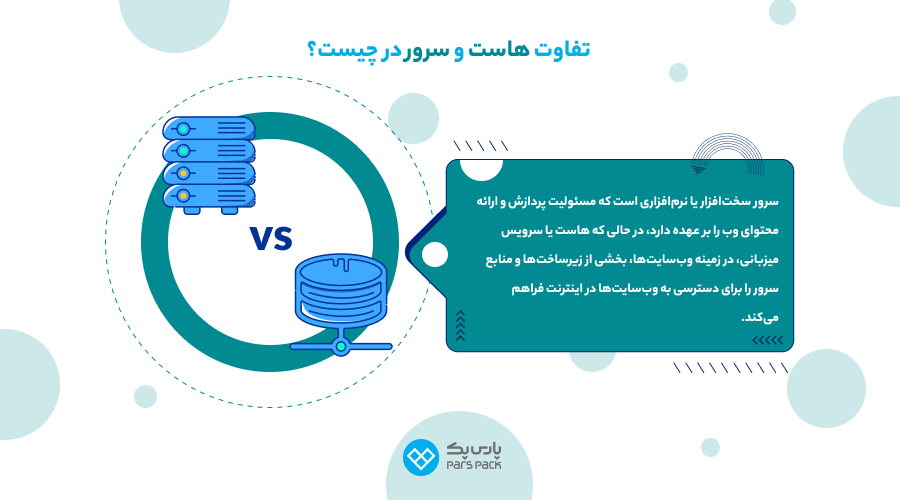 تفاوت هاست و سرور در چیست؟
VS
سرور سخت‌افزار یا نرم‌افزاری است که مسئولیت پردازش و ارائه
محتوای وب را بر عهده دارد، در حالی که هاست یا سرویس
میزبانی، در زمینه وب‌سایت‌ها، بخشی از زیرساخت‌ها و منابع
سرور را برای دسترسی به وب‌سایت‌ها در اینترنت فراهم
می‌کند.
پارس پک
Pars Pack